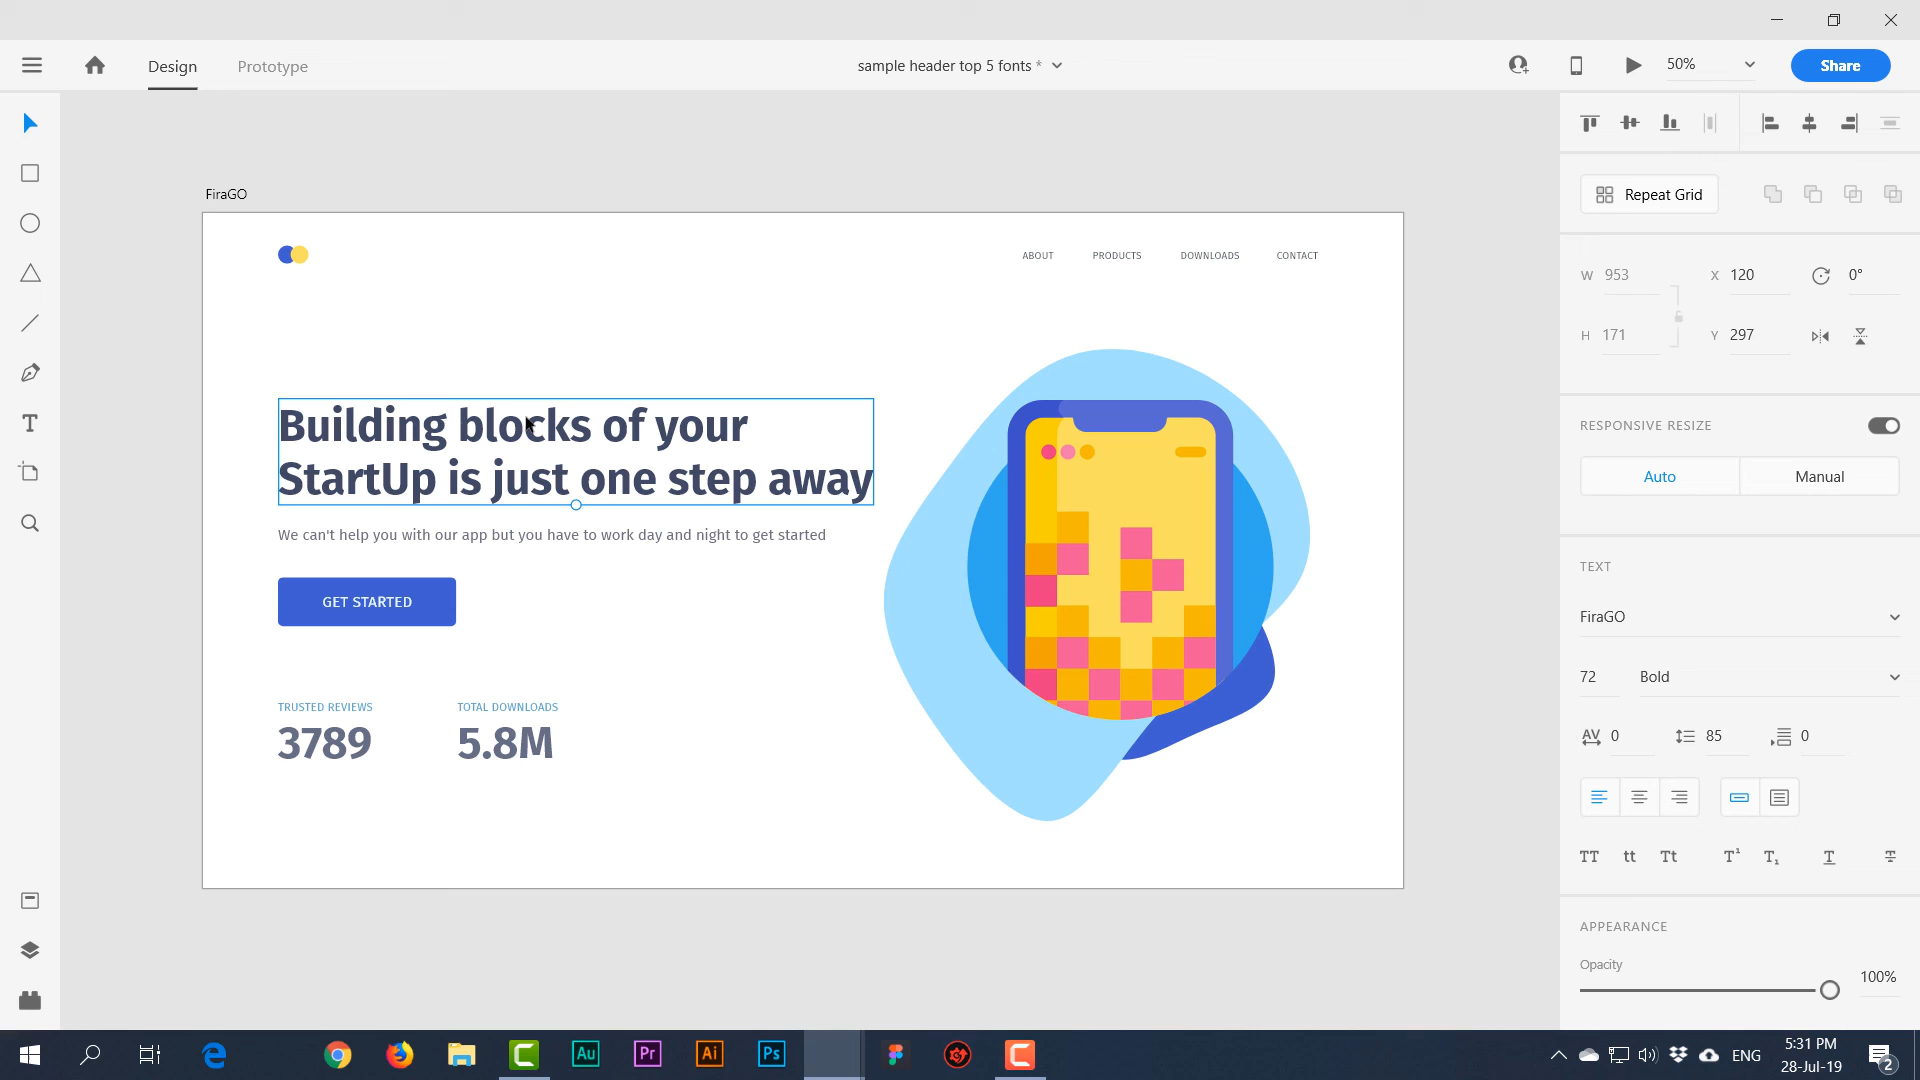 Design
Prototype
sample header top 5 fonts *
50%
Share
FiraGO
Repeat Grid
ABOUT
PRODUCTS
DOWNLOADS
CONTACT
W 953
X 120
0°
H 171
Y 297
Building blocks of your
StartUp is just one step away
We can't help you with our app but you have to work day and night to get started
GET STARTED
TRUSTED REVIEWS
TOTAL DOWNLOADS
3789
5.8M
RESPONSIVE RESIZE
Auto
Manual
TEXT
FiraGO
72
Bold
AV 0
85
0
TT
tt
Tt
T¹
T₁
T
T
APPEARANCE
Opacity
100%
Au
Pr
Ai
Ps
ENG
5:31 PM
28-Jul-19
2